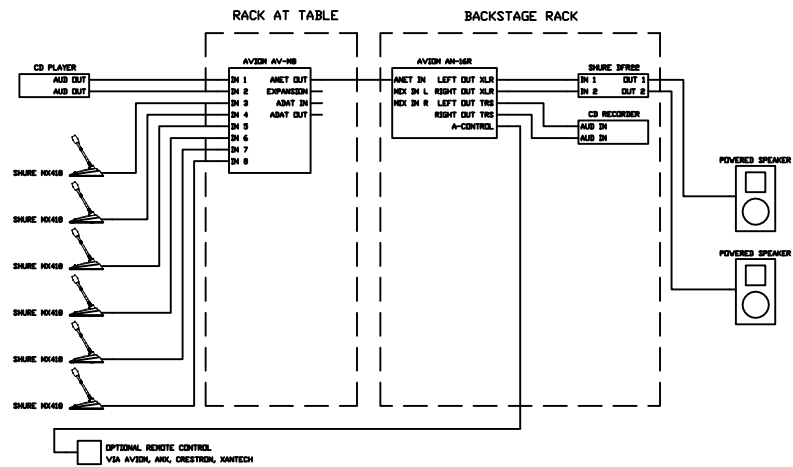 RACK AT TABLE
BACKSTAGE RACK
CD PLAYER
AUD OUT
AUD OUT
AVIOM AV-M8
IN 1 ANET OUT
IN 2 EXPANSION
IN 3 ADAT IN
IN 4 ADAT OUT
IN 5
IN 6
IN 7
IN 8
AVIOM AN-16R
ANET IN LEFT OUT XLR
MIX IN L RIGHT OUT XLR
MIX IN R LEFT OUT TRS
RIGHT OUT TRS
A-CONTROL
SHURE DFR22
IN 1 OUT 1
IN 2 OUT 2
CD RECORDER
AUD IN
AUD IN
SHURE MX418
SHURE MX418
SHURE MX418
SHURE MX418
SHURE MX418
SHURE MX418
POWERED SPEAKER
POWERED SPEAKER
OPTIONAL REMOTE CONTROL
VIA AVIOM, AMX, CRESTRON, XANTECH